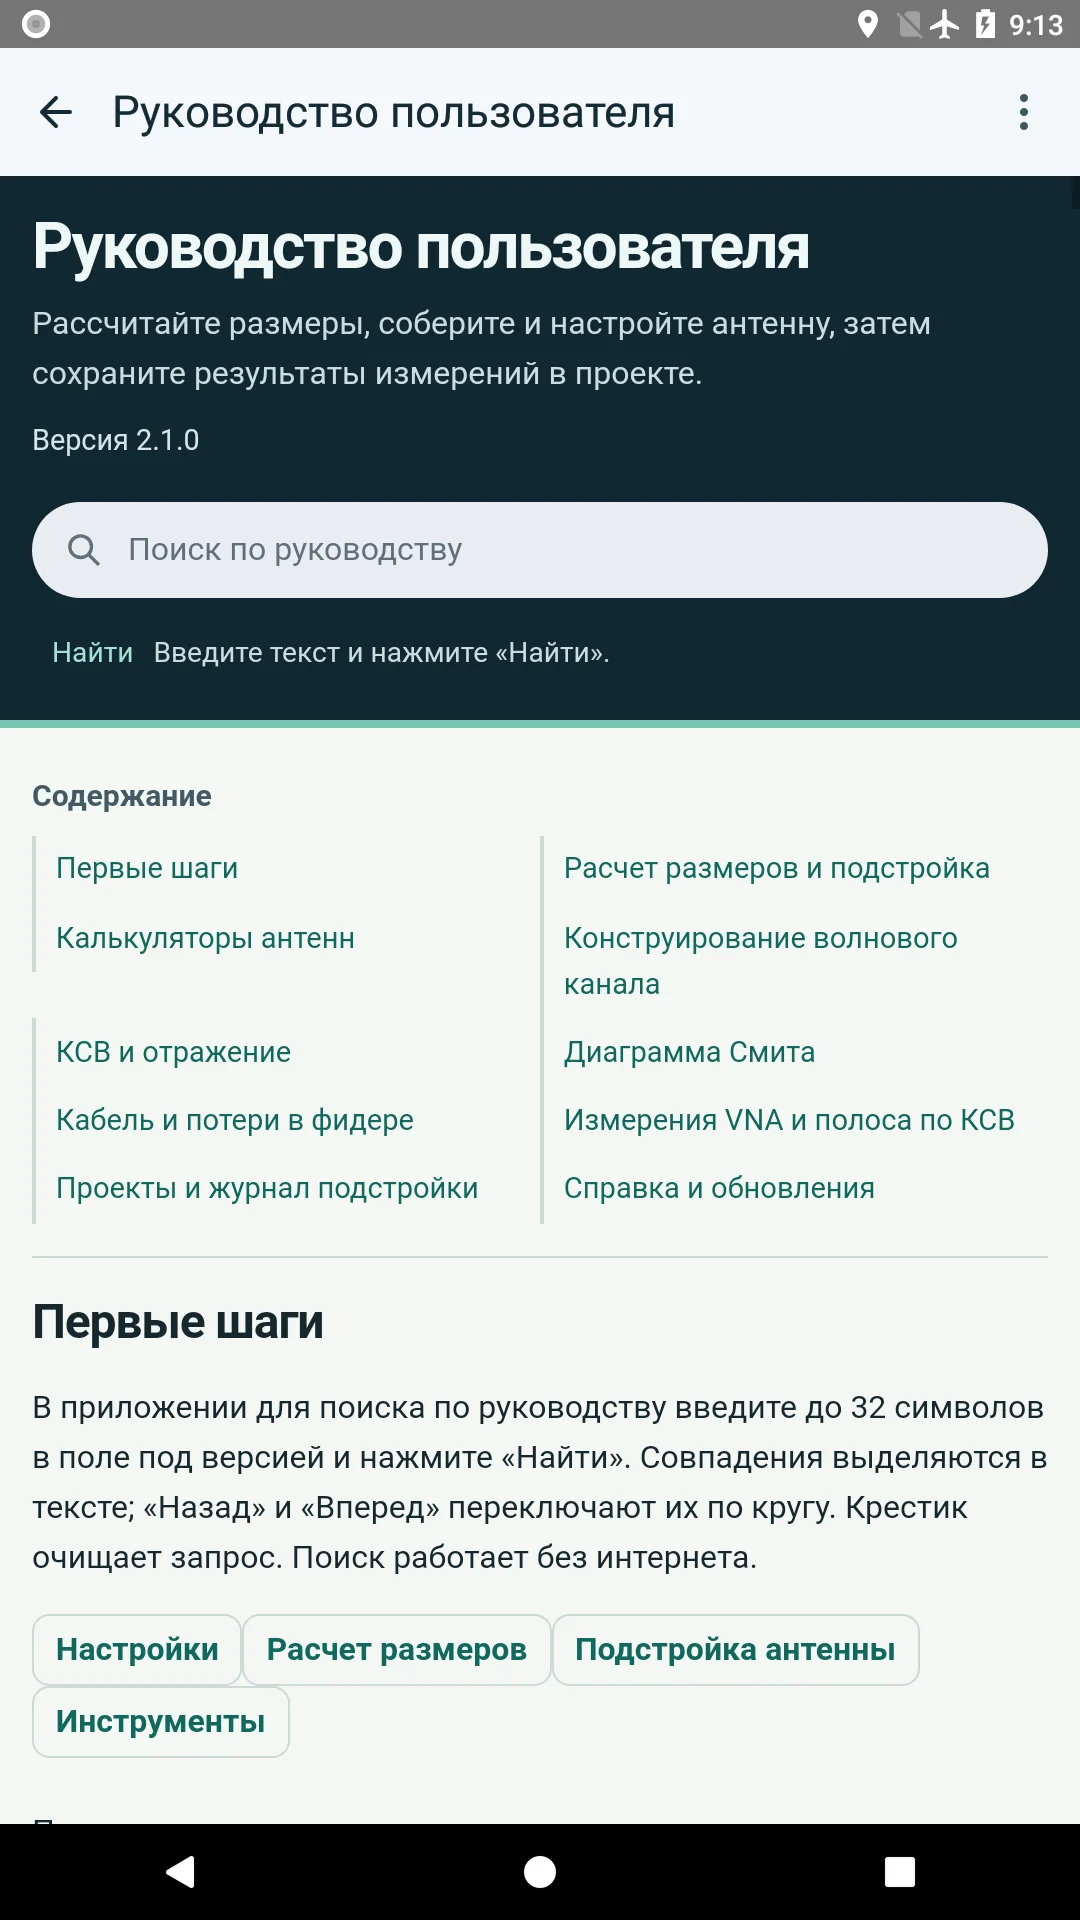 9:13
Руководство пользователя
Руководство пользователя
Рассчитайте размеры, соберите и настройте антенну, затем
сохраните результаты измерений в проекте.
Версия 2.1.0
Поиск по руководству
Найти Введите текст и нажмите «Найти».
Содержание
Первые шаги
Расчет размеров и подстройка
Калькуляторы антенн
Конструирование волнового
канала
КСВ и отражение
Диаграмма Смита
Кабель и потери в фидере
Измерения VNA и полоса по КСВ
Проекты и журнал подстройки
Справка и обновления
Первые шаги
В приложении для поиска по руководству введите до 32 символов
в поле под версией и нажмите «Найти». Совпадения выделяются в
тексте; «Назад» и «Вперед» переключают их по кругу. Крестик
очищает запрос. Поиск работает без интернета.
Настройки Расчет размеров Подстройка антенны
Инструменты